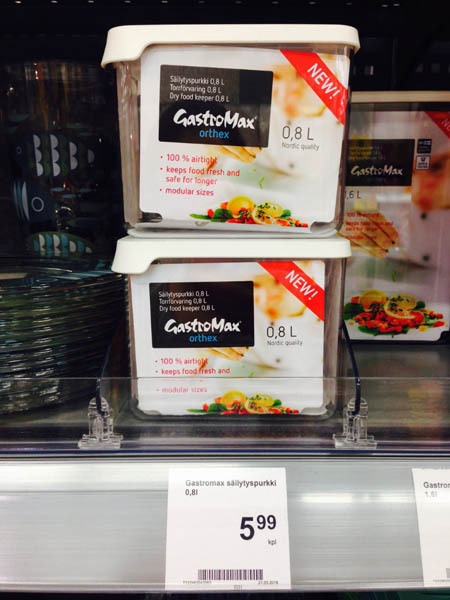 Säilytyspurkki 0,8 L
Torrförvaring 0,8 L
Dry food keeper 0,8 L
GastroMax
orthex
NEW!
0,8 L
Nordic quality
• 100 % airtight
• keeps food fresh and
safe for longer
• modular sizes
GastroMax
Säilytyspurkki 0,8 L
Torrförvaring 0,8 L
Dry food keeper 0,8 L
GastroMax
orthex
NEW!
0,8 L
Nordic quality
• 100 % airtight
• keeps food fresh and
• modular sizes
Gastromax säilytyspurkki
0,8l
5 99
kpl
Gastror
1,6l